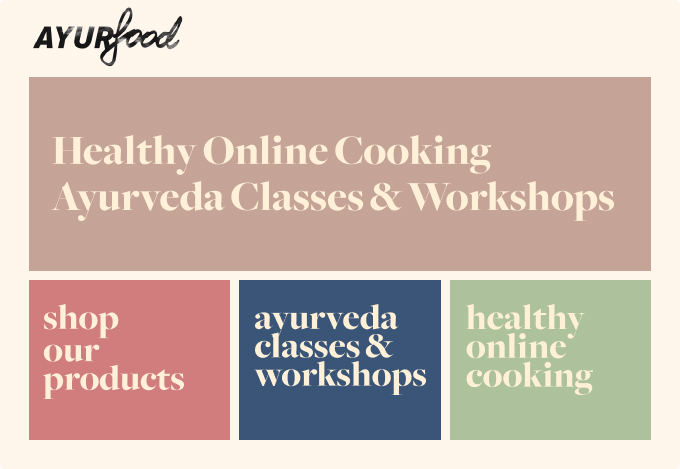 AYURfood
Healthy Online Cooking
Ayurveda Classes & Workshops
shop
our
products
ayurveda
classes &
workshops
healthy
online
cooking